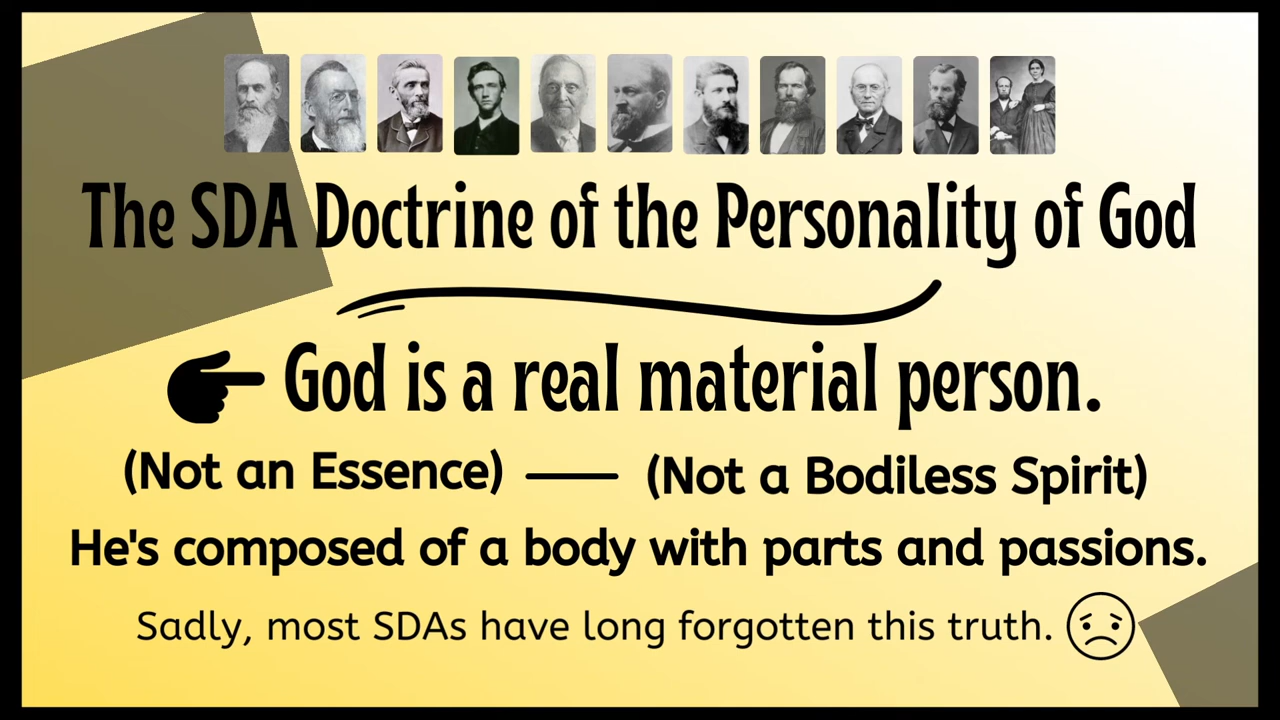 The SDA Doctrine of the Personality of God
God is a real material person.
(Not an Essence) — (Not a Bodiless Spirit)
He's composed of a body with parts and passions.
Sadly, most SDAs have long forgotten this truth.